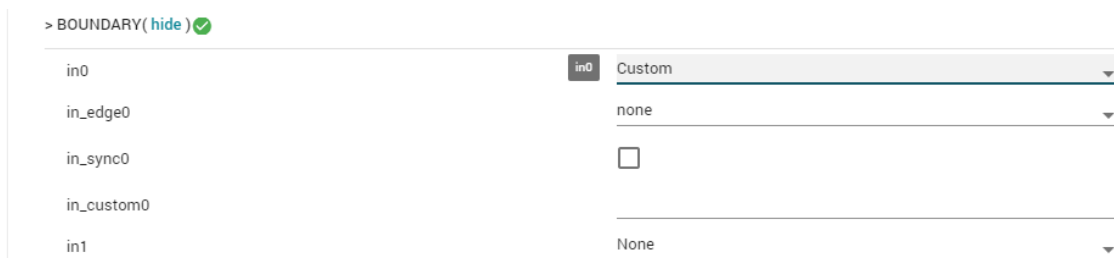 > BOUNDARY( hide )
in0 in0 Custom
in_edge0 none
in_sync0
in_custom0
in1 None